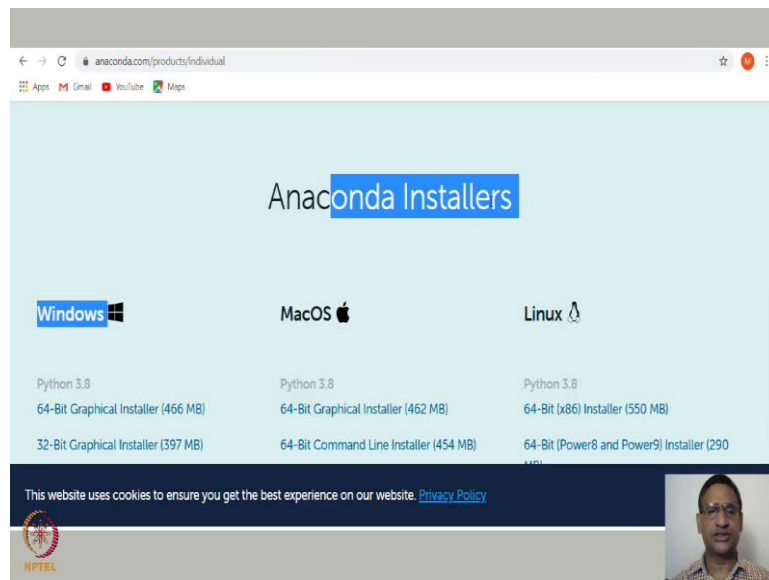 anaconda.com/products/individual
M
Apps M Gmail YouTube Maps
Anaconda Installers
Windows MacOS Linux
Python 3.8 Python 3.8 Python 3.8
64-Bit Graphical Installer (466 MB) 64-Bit Graphical Installer (462 MB) 64-Bit (x86) Installer (550 MB)
32-Bit Graphical Installer (397 MB) 64-Bit Command Line Installer (454 MB) 64-Bit (Power8 and Power9) Installer (290
MB)
This website uses cookies to ensure you get the best experience on our website. Privacy Policy
NPTEL